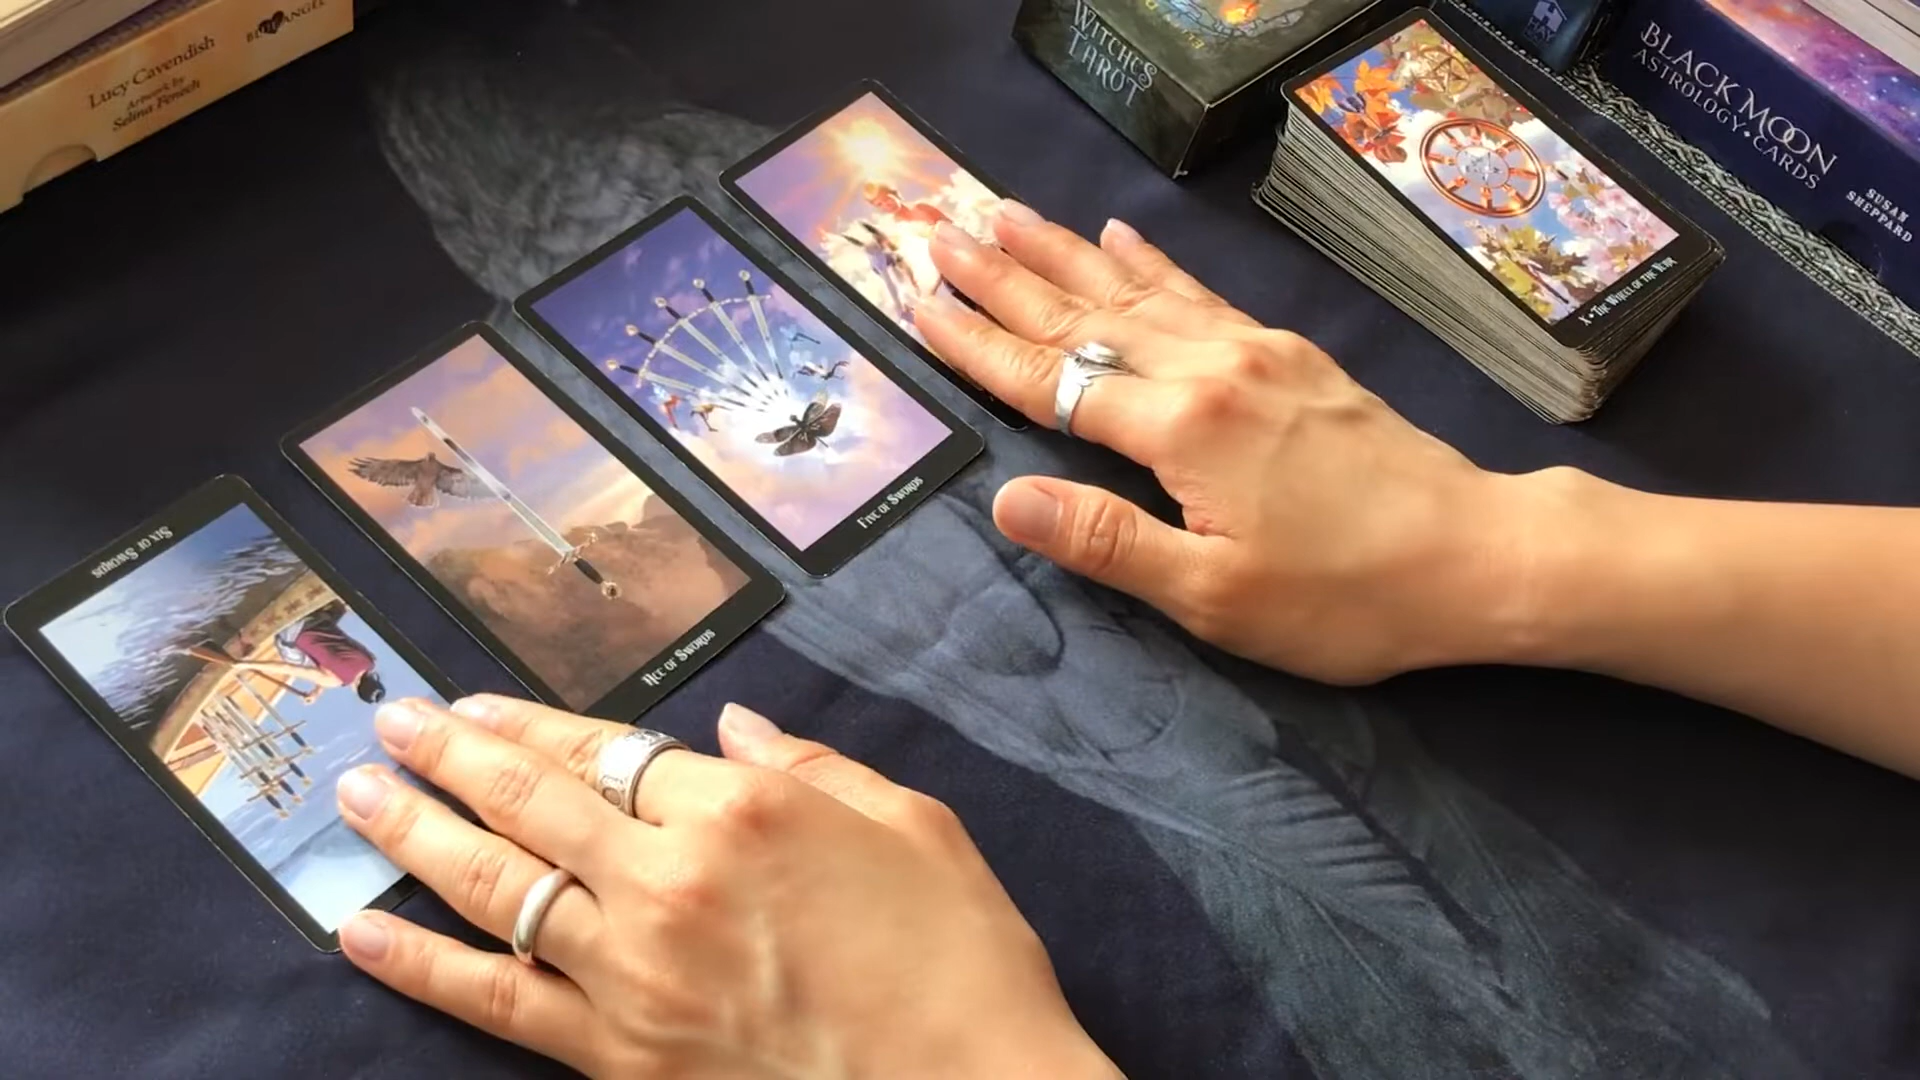 Lucy Cavendish
Artwork by
Selina Fenech
BLUE ANGEL
WITCHES
TAROT
BLACK MOON
ASTROLOGY • CARDS
SUSAN
SHEPPARD
X • The Wheel of the Year
Five of Swords
Ace of Swords
Six of Swords